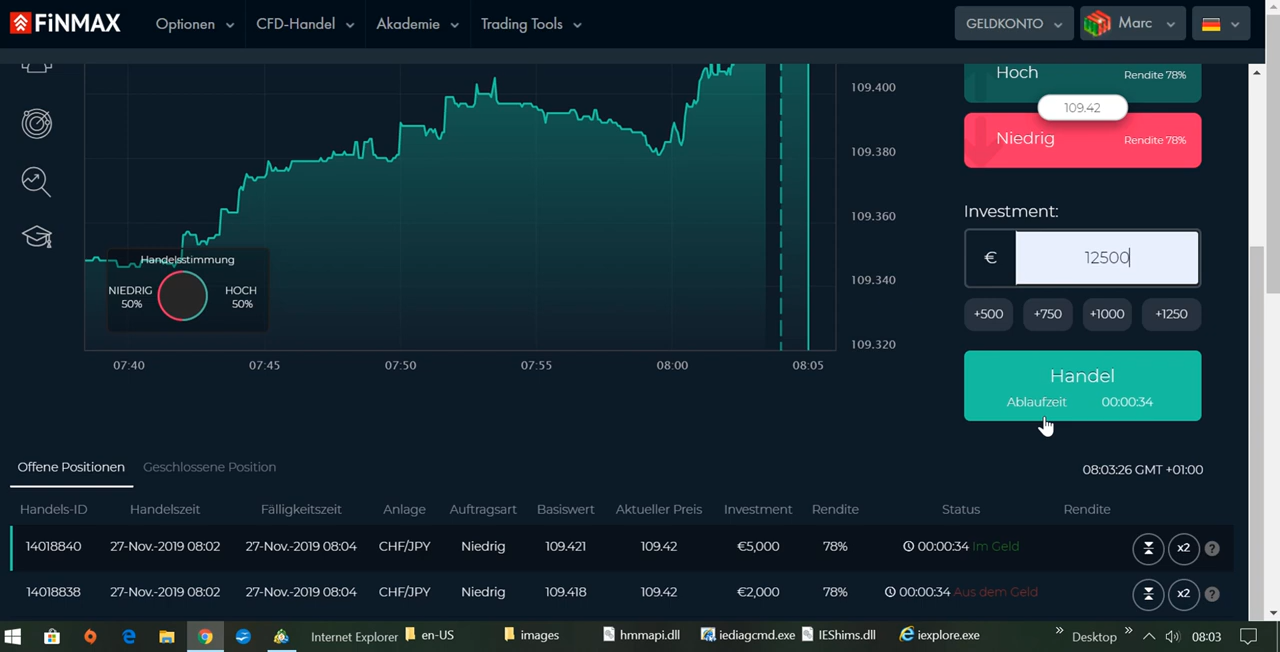 FiNMAX Optionen CFD-Handel Akademie Trading Tools GELDKONTO Marc
109.400
109.380
109.360
109.340
109.320
Handelsstimmung
NIEDRIG
50%
HOCH
50%
07:40 07:45 07:50 07:55 08:00 08:05
Hoch Rendite 78%
109.42
Niedrig Rendite 78%
Investment:
€ 12500
+500 +750 +1000 +1250
Handel
Ablaufzeit 00:00:34
Offene Positionen Geschlossene Position 08:03:26 GMT +01:00
Handels-ID Handelszeit Fälligkeitszeit Anlage Auftragsart Basiswert Aktueller Preis Investment Rendite Status Rendite
14018840 27-Nov.-2019 08:02 27-Nov.-2019 08:04 CHF/JPY Niedrig 109.421 109.42 €5,000 78% 00:00:34 Im Geld x2 ?
14018838 27-Nov.-2019 08:02 27-Nov.-2019 08:04 CHF/JPY Niedrig 109.418 109.42 €2,000 78% 00:00:34 Aus dem Geld x2 ?
Internet Explorer en-US images hmmapi.dll iediagcmd.exe IEShims.dll iexplore.exe » Desktop » 08:03